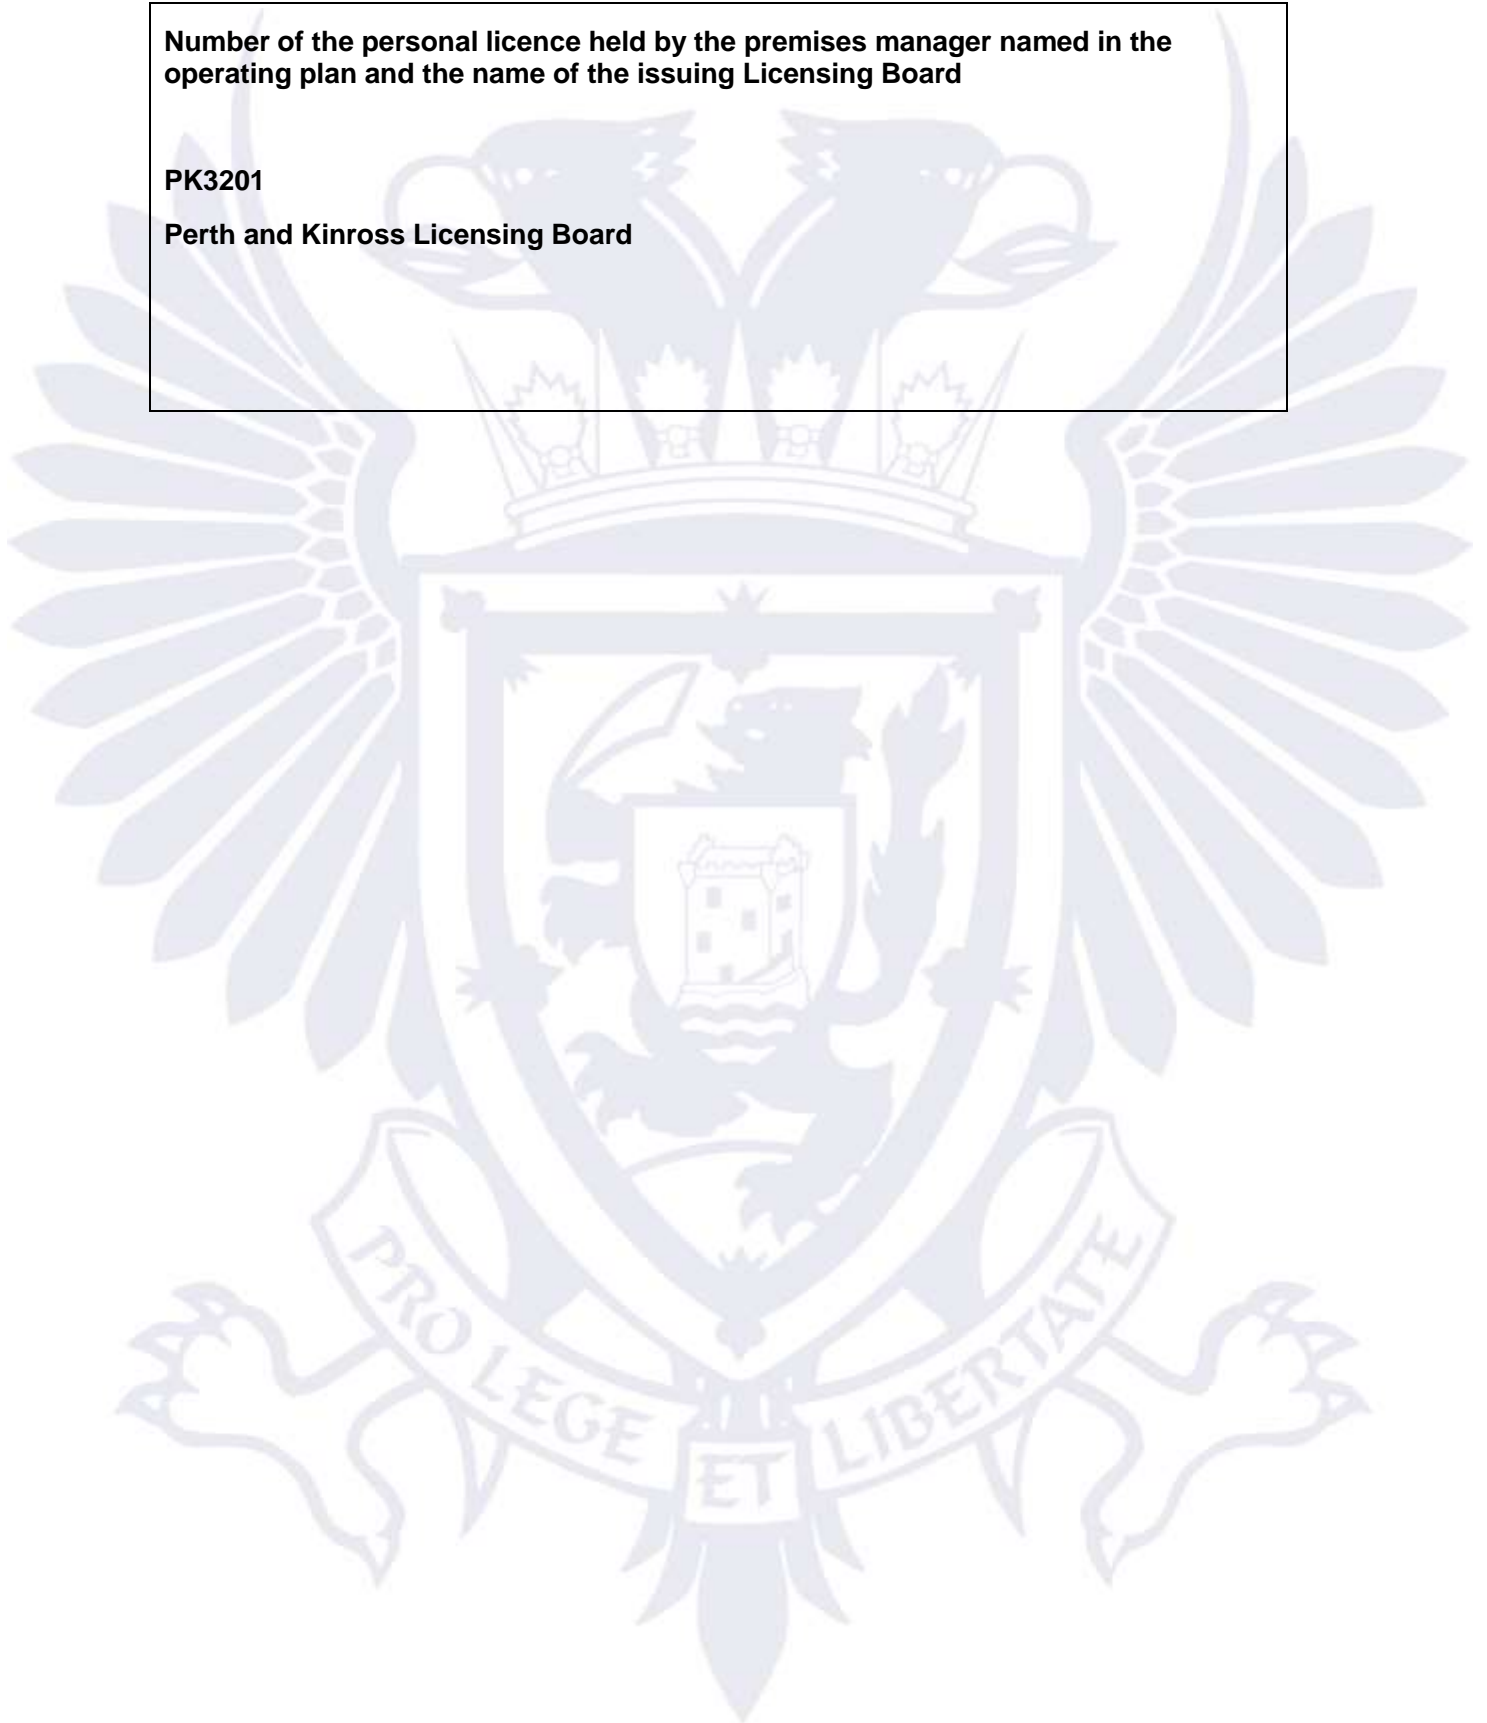 Number of the personal licence held by the premises manager named in the
operating plan and the name of the issuing Licensing Board
PK3201
Perth and Kinross Licensing Board
PRO LEGE ET LIBERTATE